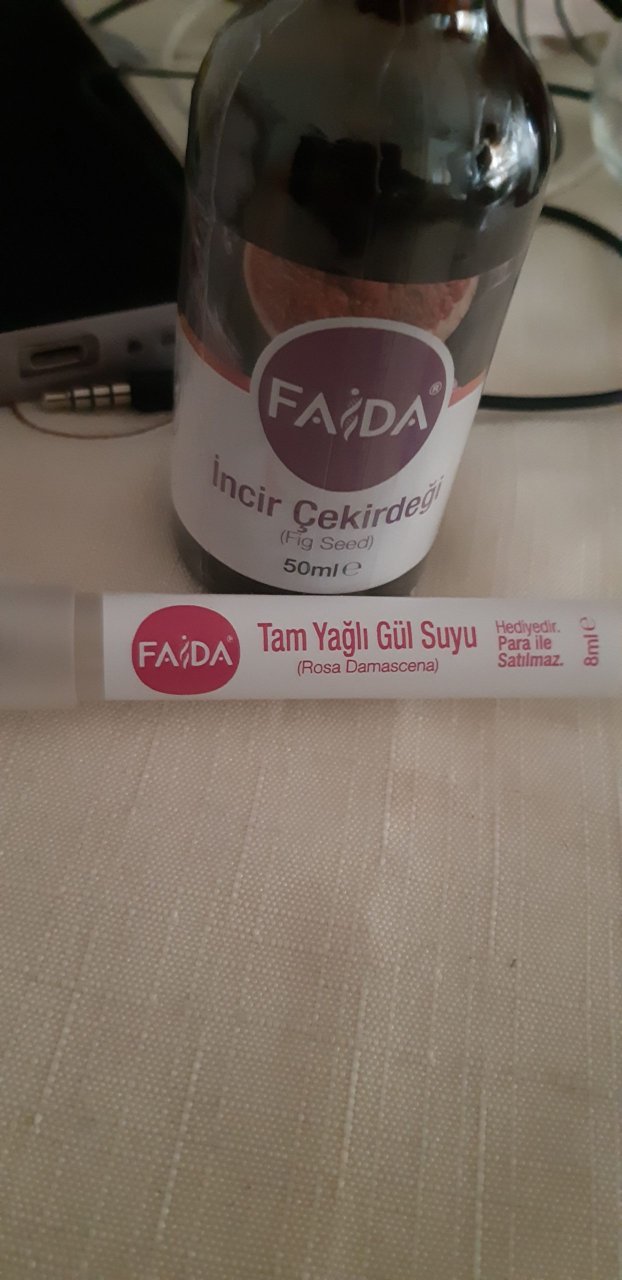 FAiDA®
İncir Çekirdeği
(Fig Seed)
50ml ℮
FAiDA®
Tam Yağlı Gül Suyu
(Rosa Damascena)
Hediyedir.
Para ile
Satılmaz.
8ml ℮